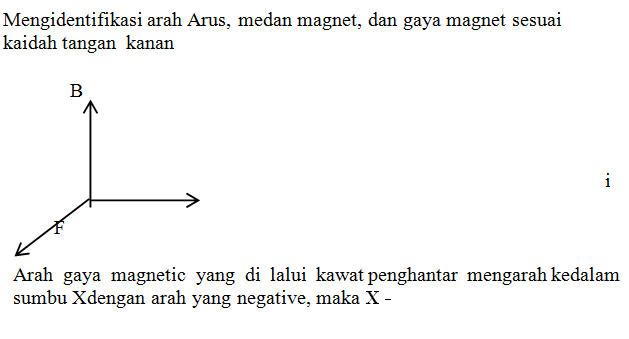 Mengidentifikasi arah Arus, medan magnet, dan gaya magnet sesuai
kaidah tangan kanan
B
i
F
Arah gaya magnetic yang di lalui kawat penghantar mengarah kedalam
sumbu Xdengan arah yang negative, maka X -